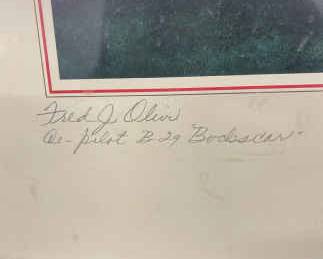 Fred J. Olivi
Co-pilot B-29 "Bockscar"